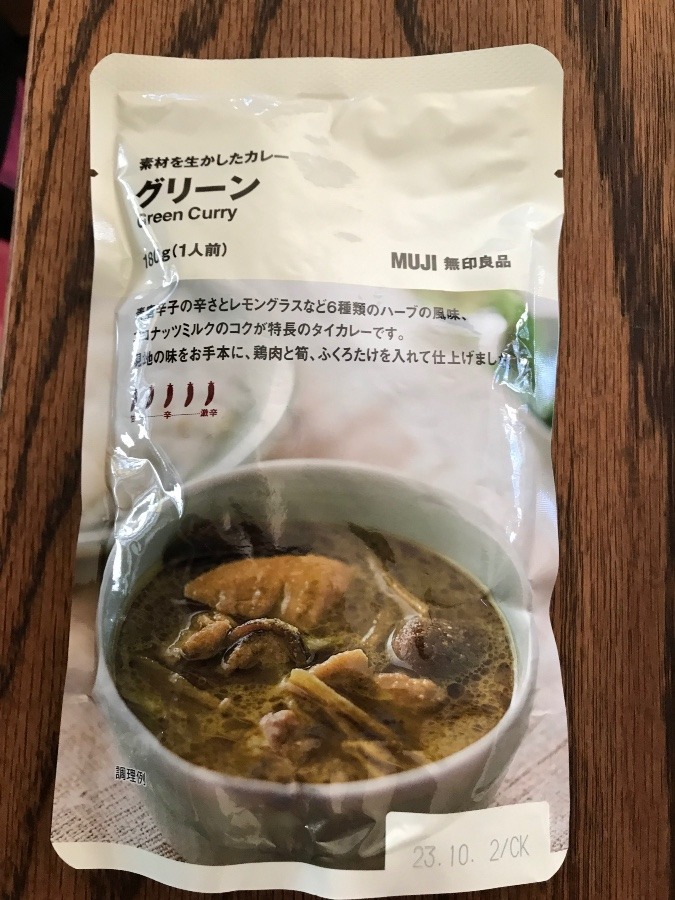 素材を生かしたカレー
グリーン
Green Curry
180g(1人前)
MUJI 無印良品
辛子の辛さとレモングラスなど6種類のハーブの風味、
ココナッツミルクのコクが特長のタイカレーです。
現地の味をお手本に、鶏肉と筍、ふくろたけを入れて仕上げまし
辛 激辛
調理例
23.10. 2/CK